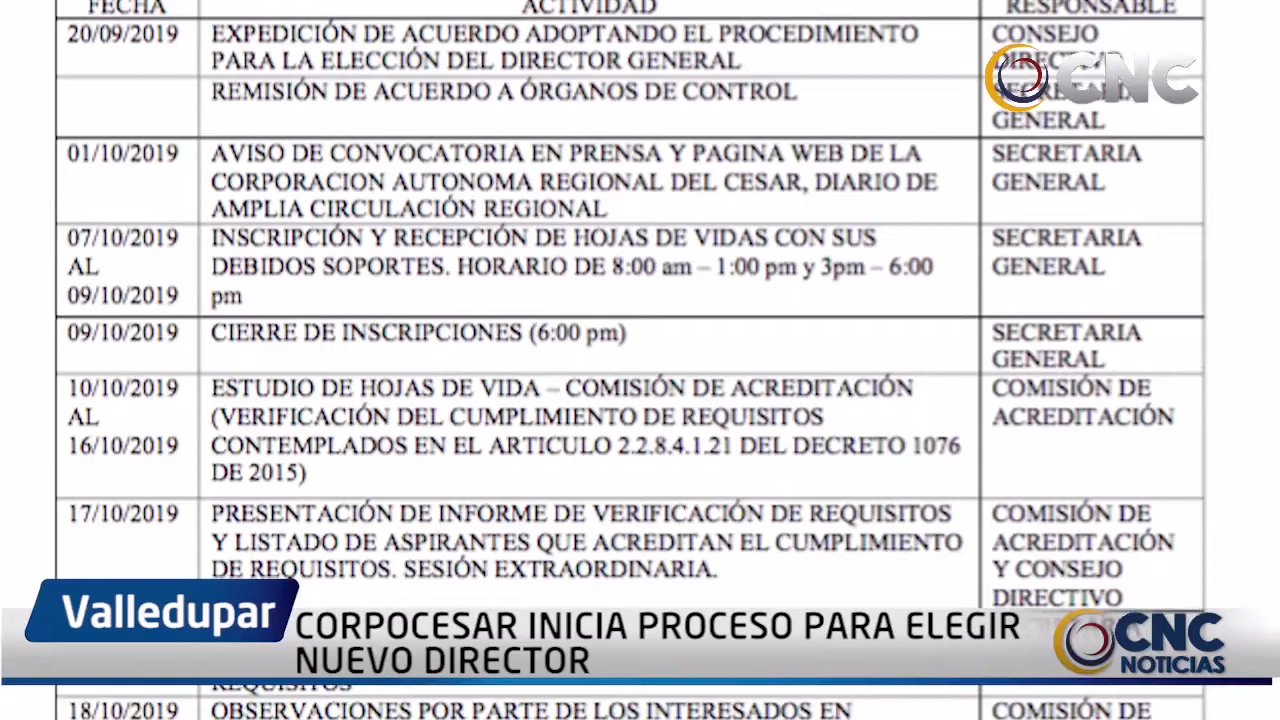 FECHA ACTIVIDAD RESPONSABLE
20/09/2019 EXPEDICIÓN DE ACUERDO ADOPTANDO EL PROCEDIMIENTO CONSEJO
PARA LA ELECCIÓN DEL DIRECTOR GENERAL DIRECTIVO
CNC
REMISIÓN DE ACUERDO A ÓRGANOS DE CONTROL SECRETARIA
GENERAL
01/10/2019 AVISO DE CONVOCATORIA EN PRENSA Y PAGINA WEB DE LA SECRETARIA
CORPORACION AUTONOMA REGIONAL DEL CESAR, DIARIO DE GENERAL
AMPLIA CIRCULACIÓN REGIONAL
07/10/2019 INSCRIPCIÓN Y RECEPCIÓN DE HOJAS DE VIDAS CON SUS SECRETARIA
AL DEBIDOS SOPORTES. HORARIO DE 8:00 am – 1:00 pm y 3pm – 6:00 GENERAL
09/10/2019 pm
09/10/2019 CIERRE DE INSCRIPCIONES (6:00 pm) SECRETARIA
GENERAL
10/10/2019 ESTUDIO DE HOJAS DE VIDA – COMISIÓN DE ACREDITACIÓN COMISIÓN DE
AL (VERIFICACIÓN DEL CUMPLIMIENTO DE REQUISITOS ACREDITACIÓN
16/10/2019 CONTEMPLADOS EN EL ARTICULO 2.2.8.4.1.21 DEL DECRETO 1076
DE 2015)
17/10/2019 PRESENTACIÓN DE INFORME DE VERIFICACIÓN DE REQUISITOS COMISIÓN DE
Y LISTADO DE ASPIRANTES QUE ACREDITAN EL CUMPLIMIENTO ACREDITACIÓN
DE REQUISITOS. SESIÓN EXTRAORDINARIA. Y CONSEJO
DIRECTIVO
Valledupar
CORPOCESAR INICIA PROCESO PARA ELEGIR
NUEVO DIRECTOR
CNC
NOTICIAS
REQUISITOS
18/10/2019 OBSERVACIONES POR PARTE DE LOS INTERESADOS EN COMISIÓN DE